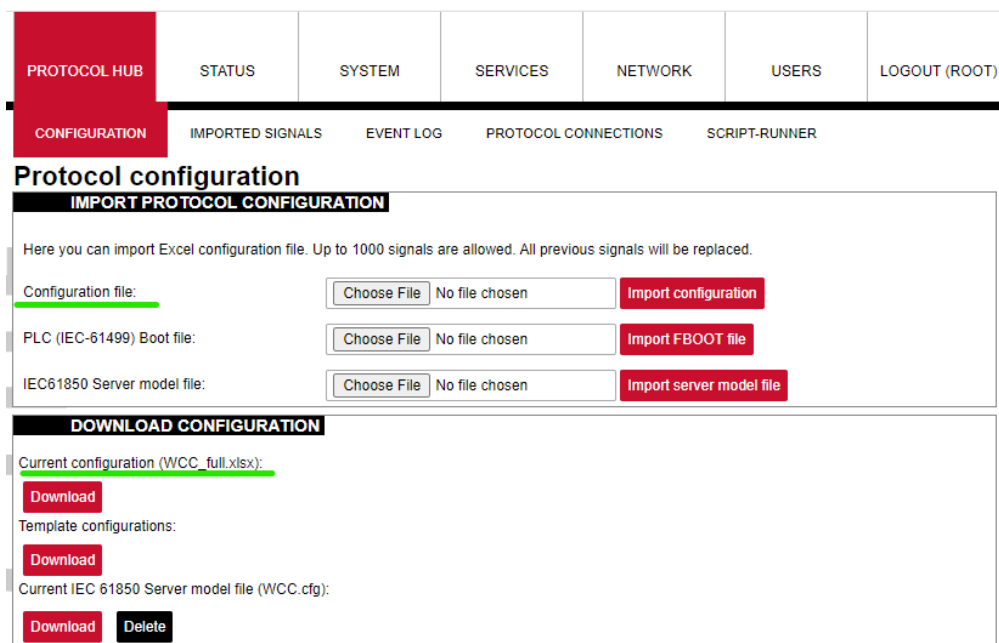 PROTOCOL HUB STATUS SYSTEM SERVICES NETWORK USERS LOGOUT (ROOT)
CONFIGURATION IMPORTED SIGNALS EVENT LOG PROTOCOL CONNECTIONS SCRIPT-RUNNER
Protocol configuration
IMPORT PROTOCOL CONFIGURATION
Here you can import Excel configuration file. Up to 1000 signals are allowed. All previous signals will be replaced.
Configuration file: Choose File No file chosen Import configuration
PLC (IEC-61499) Boot file: Choose File No file chosen Import FBOOT file
IEC61850 Server model file: Choose File No file chosen Import server model file
DOWNLOAD CONFIGURATION
Current configuration (WCC_full.xlsx):
Download
Template configurations:
Download
Current IEC 61850 Server model file (WCC.cfg):
Download Delete